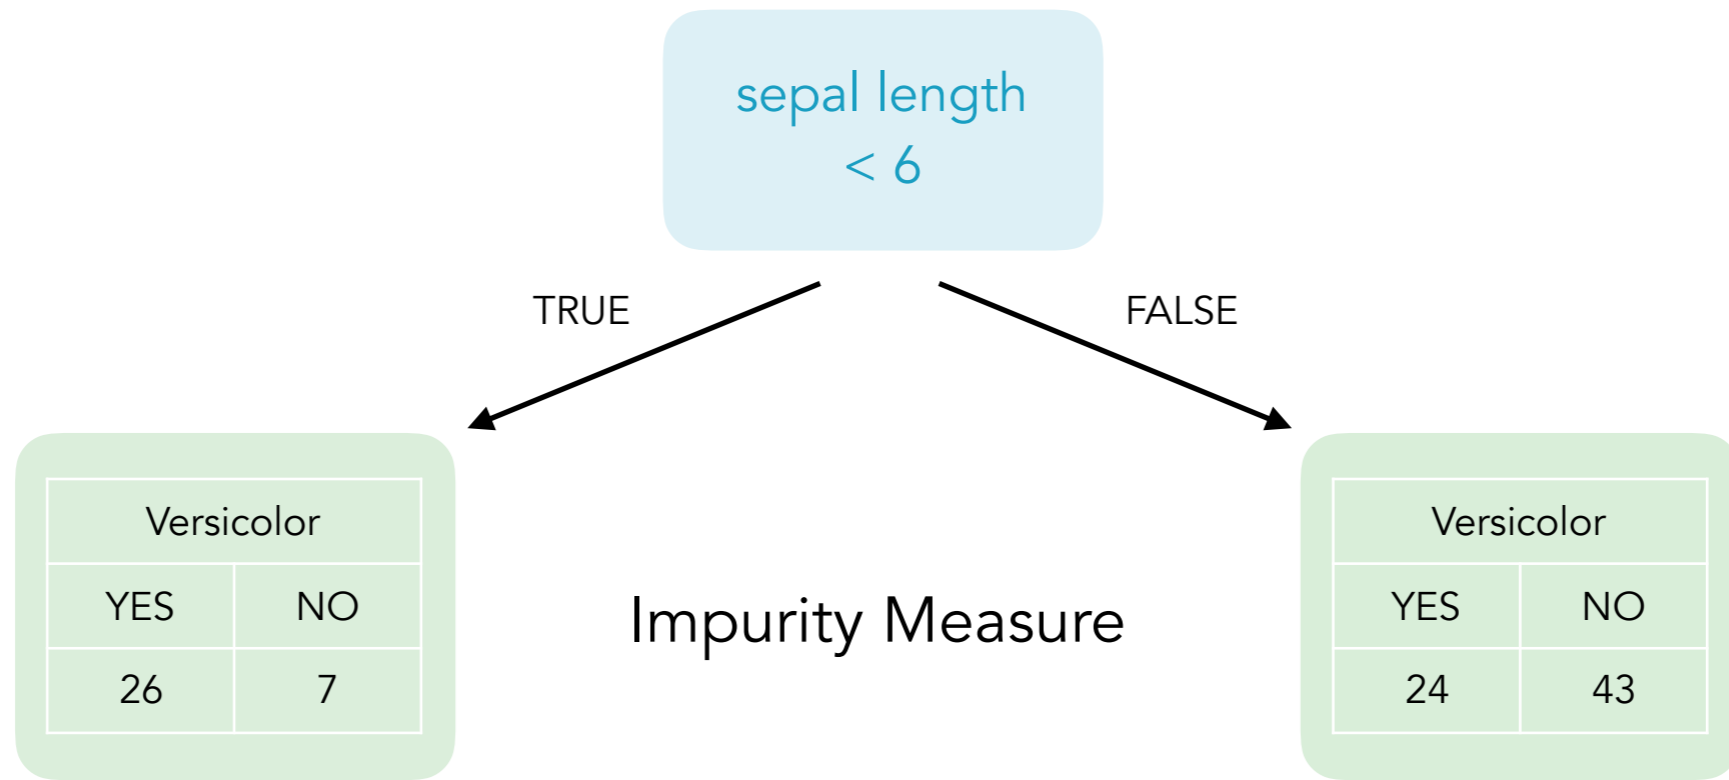 sepal length
< 6
TRUE
FALSE
Versicolor
YES NO
26 7
Impurity Measure
Versicolor
YES NO
24 43